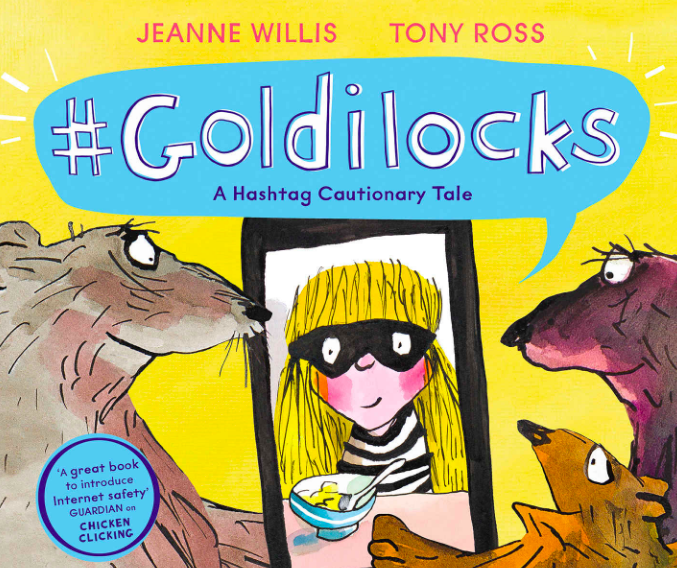 JEANNE WILLIS TONY ROSS
#Goldilocks
A Hashtag Cautionary Tale
‘A great book
to introduce
Internet safety’
GUARDIAN on
CHICKEN
CLICKING